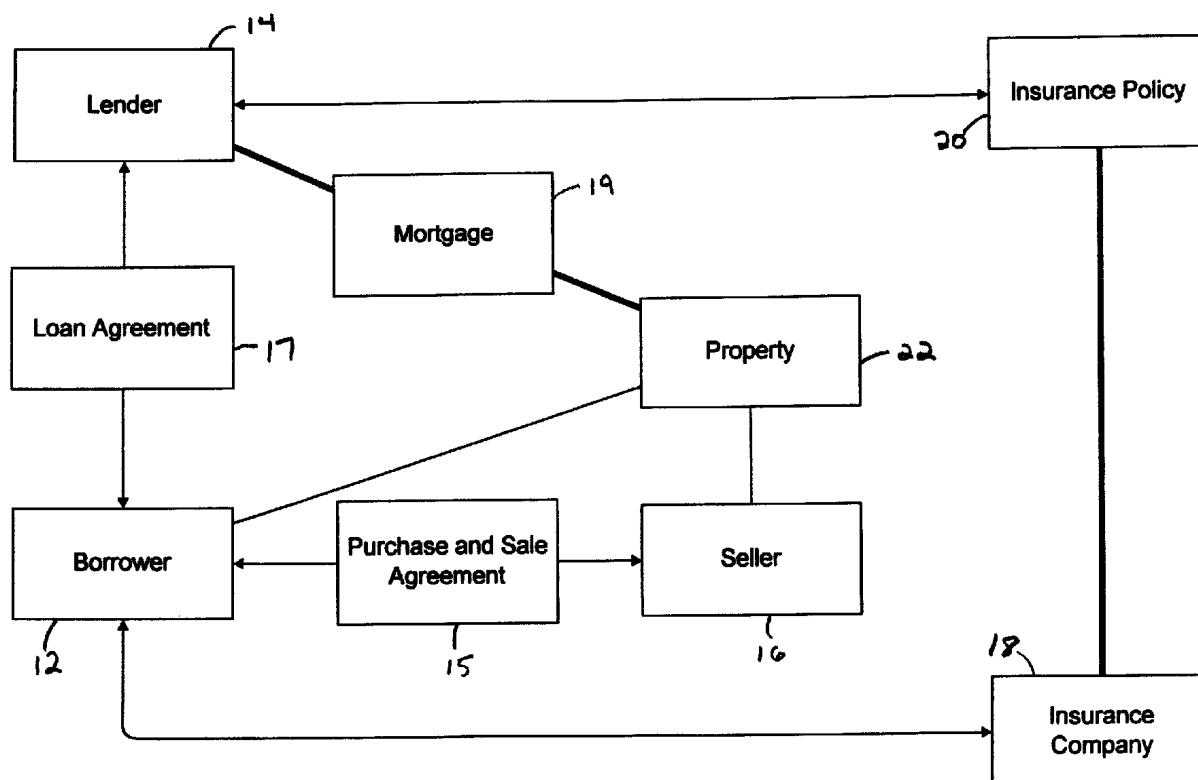 14
Lender
Insurance Policy
20
19
Mortgage
Loan Agreement
17
Property
22
Borrower
Purchase and Sale
Agreement
Seller
12
15
16
18
Insurance
Company